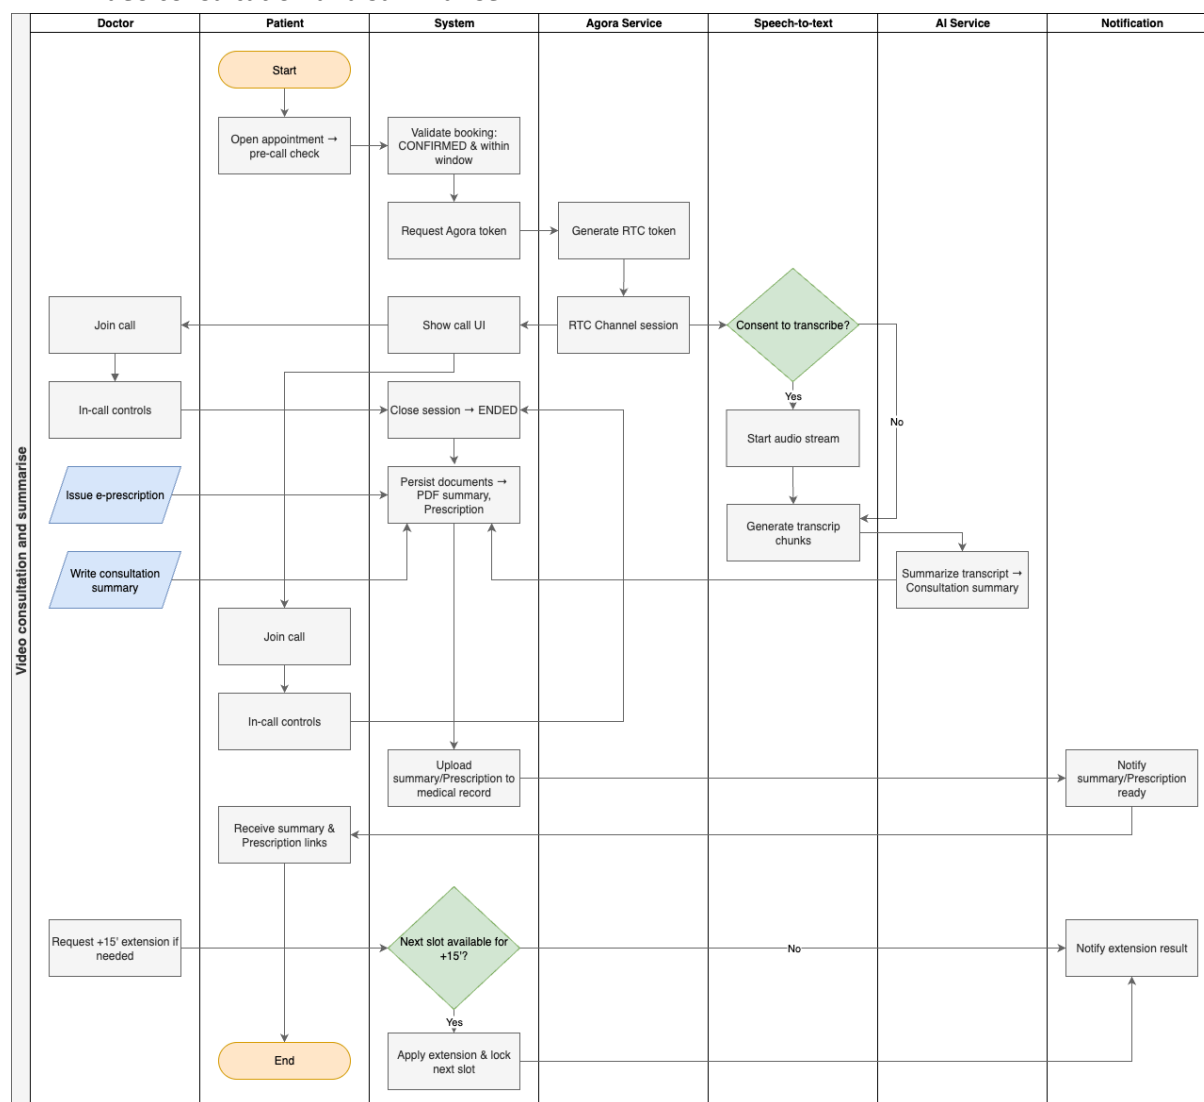 Doctor
Patient
System
Agora Service
Speech-to-text
AI Service
Notification
Video consultation and summarise
Start
Open appointment →
pre-call check
Validate booking:
CONFIRMED & within
window
Request Agora token
Generate RTC token
Join call
Show call UI
RTC Channel session
Consent to transcribe?
In-call controls
Close session → ENDED
Yes
No
Start audio stream
Issue e-prescription
Persist documents →
PDF summary,
Prescription
Generate transcrip
chunks
Write consultation
summary
Summarize transcript →
Consultation summary
Join call
In-call controls
Upload
summary/Prescription to
medical record
Notify
summary/Prescription
ready
Receive summary &
Prescription links
Request +15' extension if
needed
Next slot available for
+15'?
No
Notify extension result
Yes
Apply extension & lock
next slot
End